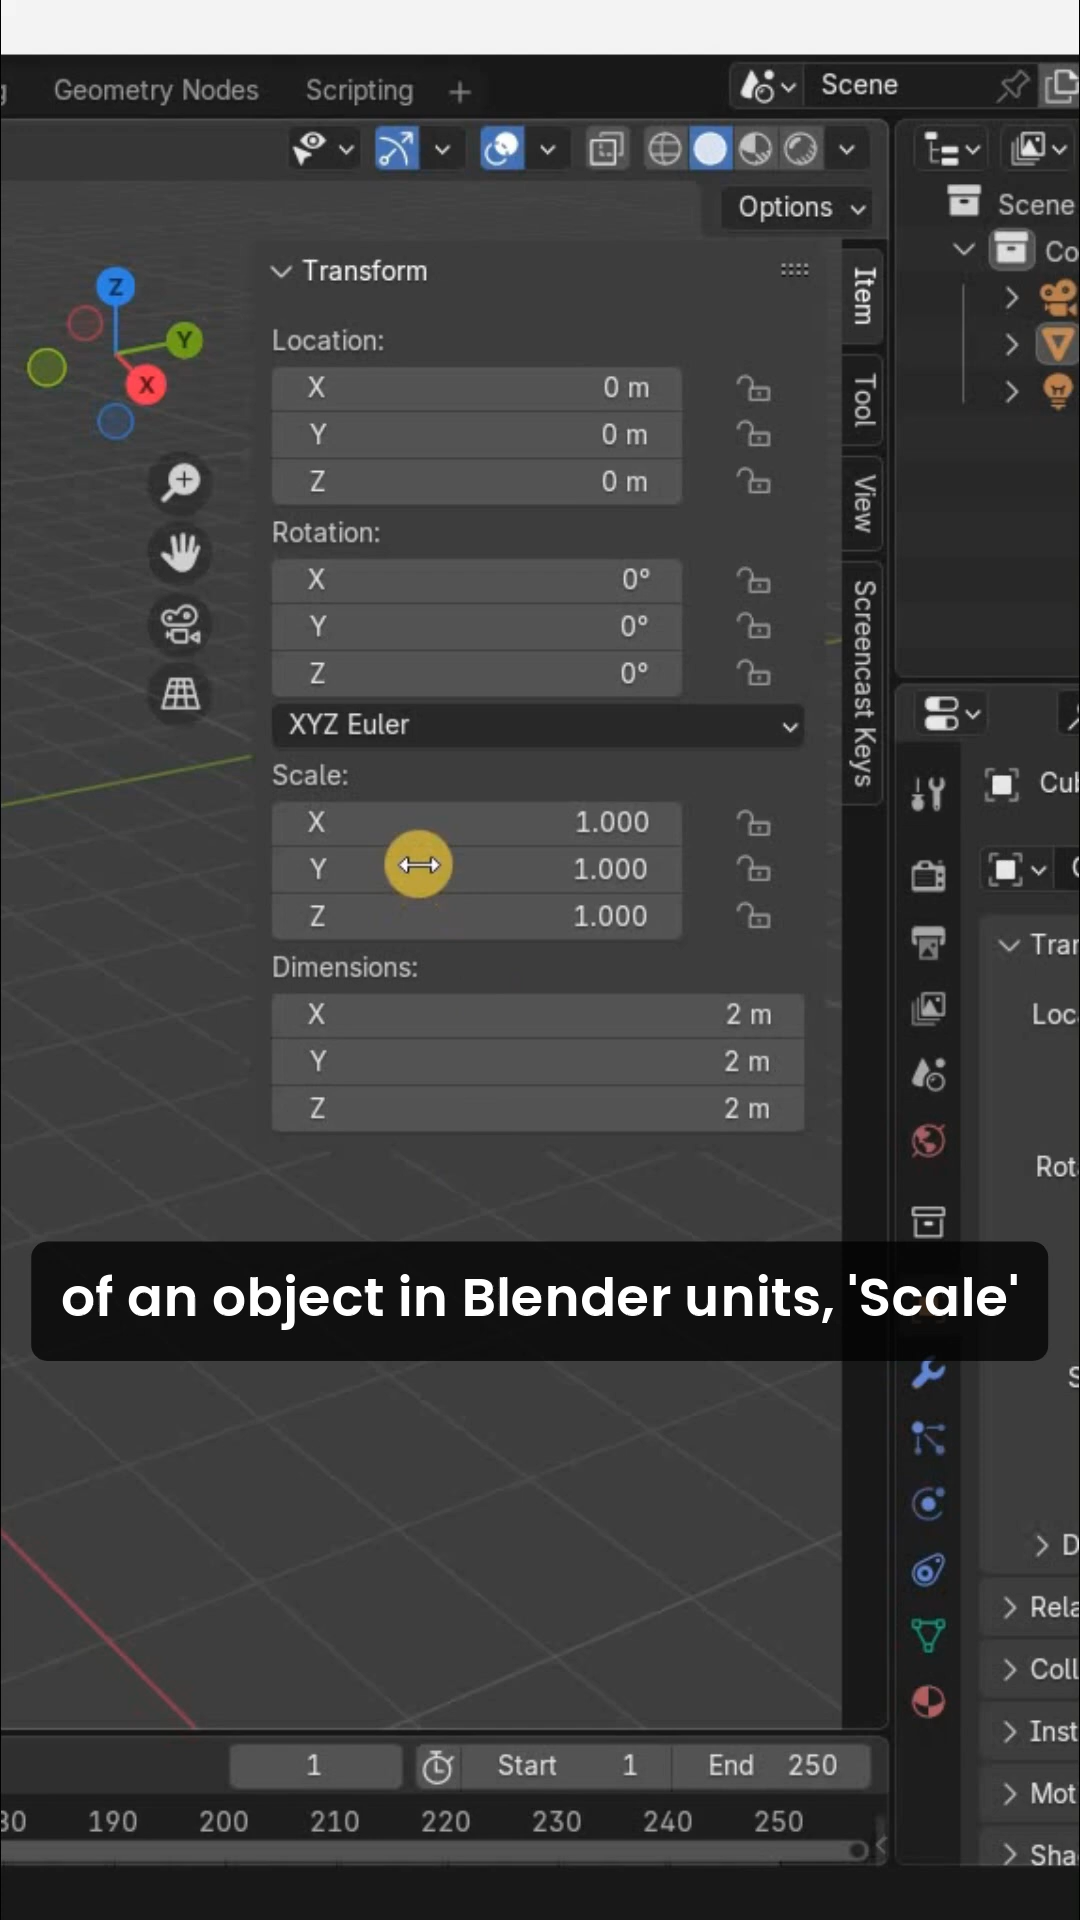 Geometry Nodes Scripting + Scene
Options
Scene
Transform
Item
Z
Y
X
Location:
X 0 m
Y 0 m
Z 0 m
Tool
View
Rotation:
X 0°
Y 0°
Z 0°
Screencast Keys
XYZ Euler
Scale:
X 1.000
Y 1.000
Z 1.000
Dimensions:
X 2 m
Y 2 m
Z 2 m
of an object in Blender units, 'Scale'
1 Start 1 End 250
190 200 210 220 230 240 250